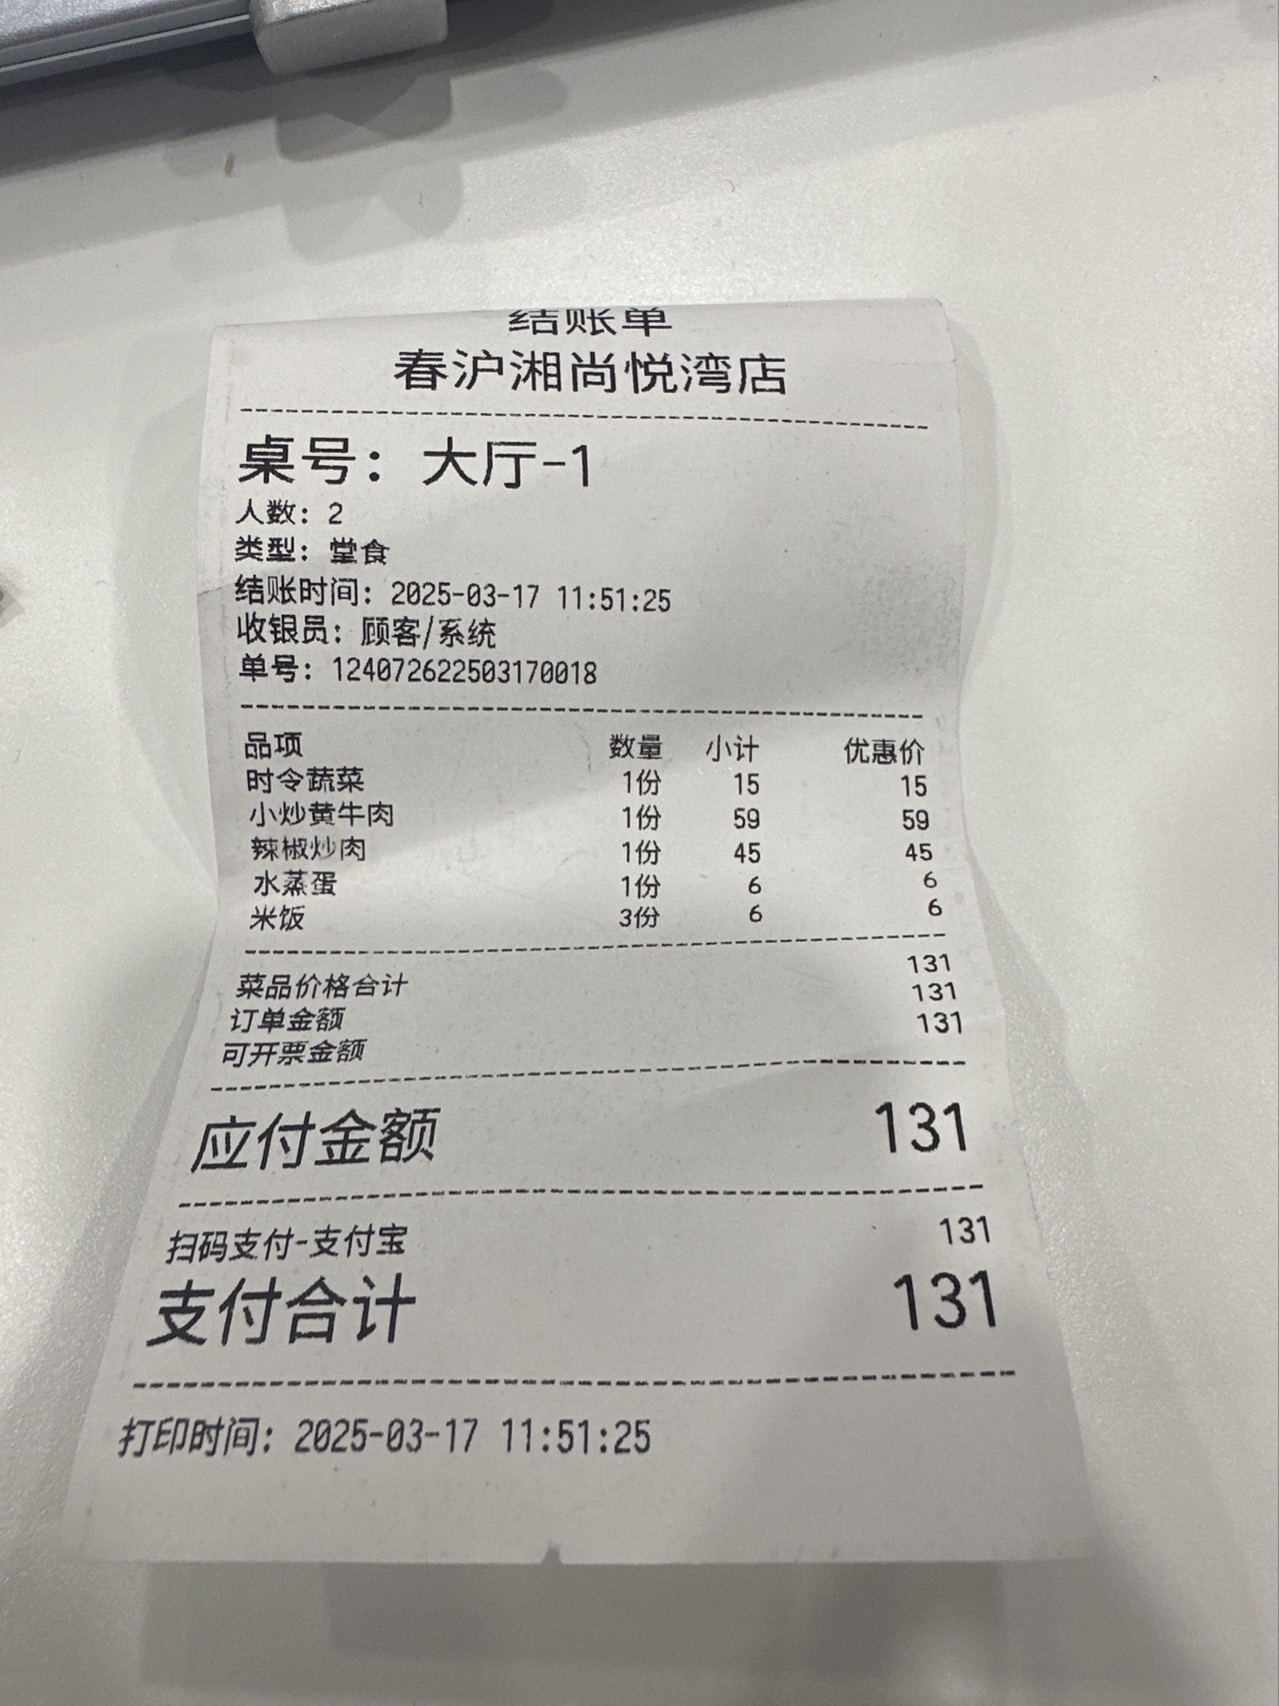 结账单
春沪湘尚悦湾店
桌号：大厅-1
人数：2
类型：堂食
结账时间：2025-03-17 11:51:25
收银员：顾客/系统
单号：124072622503170018
品项 数量 小计 优惠价
时令蔬菜 1份 15 15
小炒黄牛肉 1份 59 59
辣椒炒肉 1份 45 45
水蒸蛋 1份 6 6
米饭 3份 6 6
菜品价格合计 131
订单金额 131
可开票金额 131
应付金额 131
扫码支付-支付宝 131
支付合计 131
打印时间：2025-03-17 11:51:25